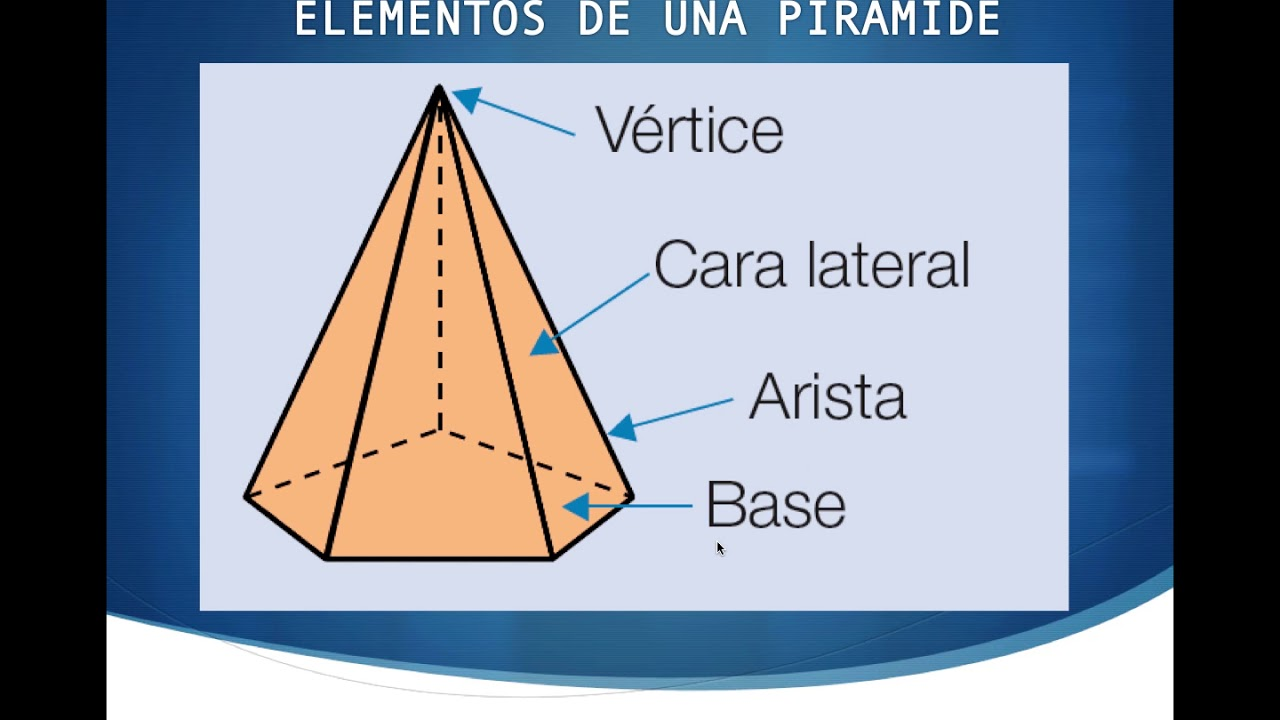 ELEMENTOS DE UNA PIRAMIDE
Vértice
Cara lateral
Arista
Base